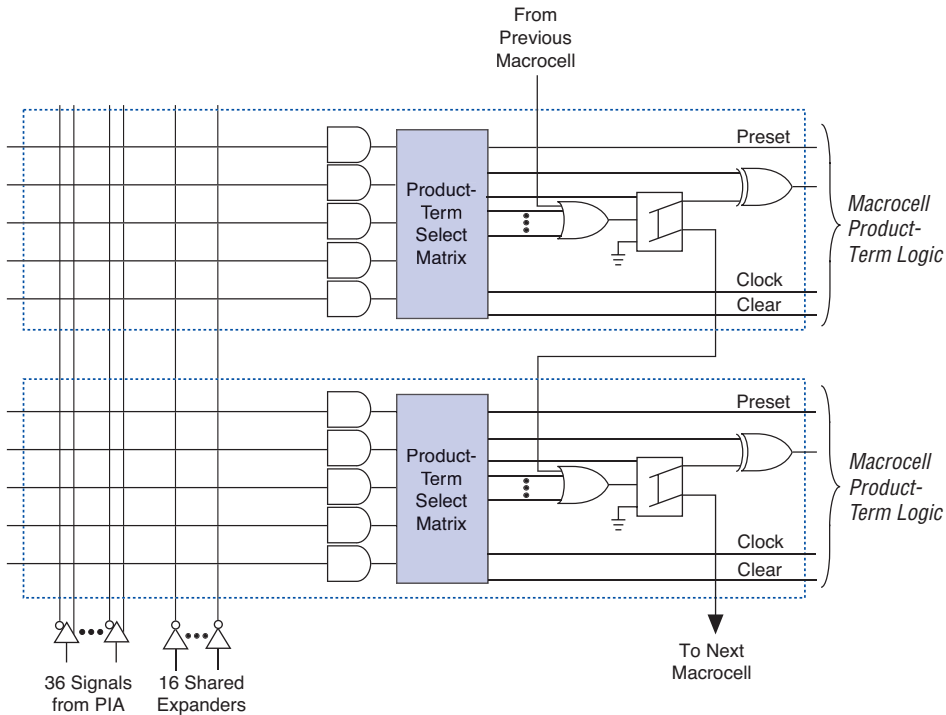 From
Previous
Macrocell
Preset
Product-
Term
Select
Matrix
Macrocell
Product-
Term Logic
Clock
Clear
Preset
Product-
Term
Select
Matrix
Macrocell
Product-
Term Logic
Clock
Clear
To Next
Macrocell
36 Signals
from PIA
16 Shared
Expanders